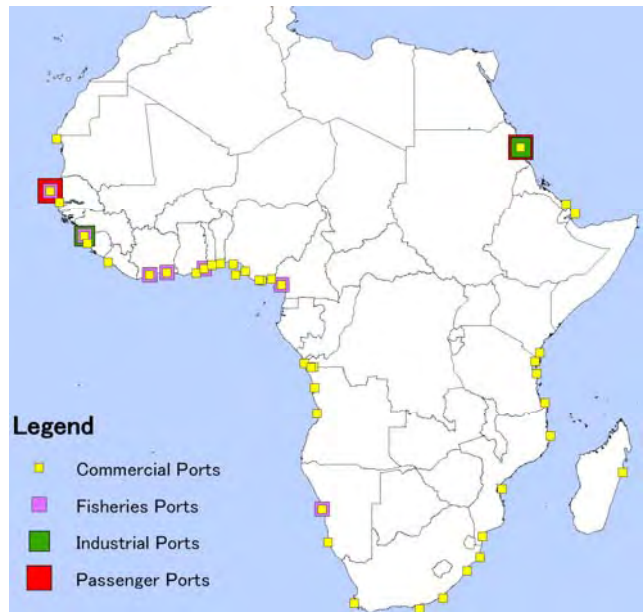 Legend
Commercial Ports
Fisheries Ports
Industrial Ports
Passenger Ports